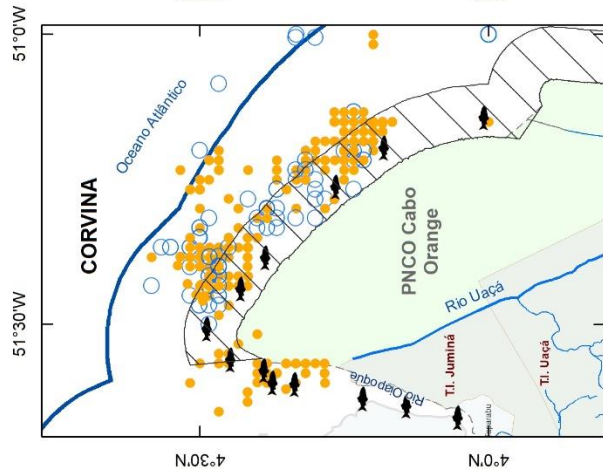 CORVINA
51°0'W
Oceano Atlântico
PNCO Cabo
Orange
51°30'W
Rio Uaçá
T.I. Juminá
T.I. Uaçá
Rio Oiapoque
4°30'N
4°0'N